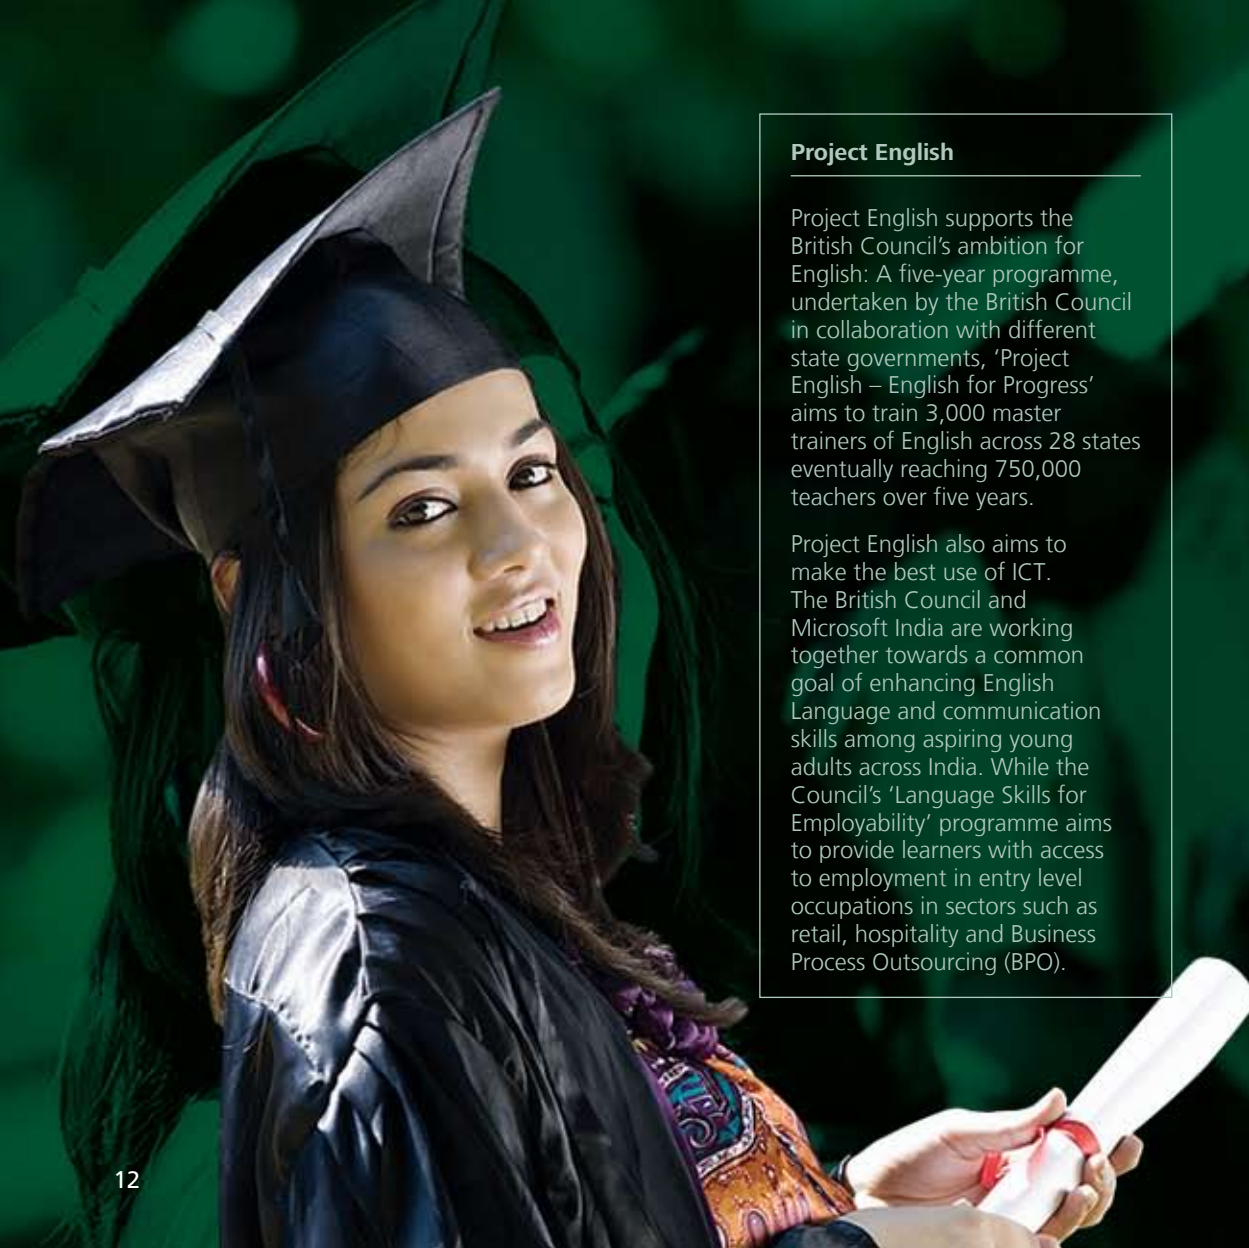 Project English
Project English supports the
British Council’s ambition for
English: A five-year programme,
undertaken by the British Council
in collaboration with different
state governments, ‘Project
English – English for Progress’
aims to train 3,000 master
trainers of English across 28 states
eventually reaching 750,000
teachers over five years.
Project English also aims to
make the best use of ICT.
The British Council and
Microsoft India are working
together towards a common
goal of enhancing English
Language and communication
skills among aspiring young
adults across India. While the
Council’s ‘Language Skills for
Employability’ programme aims
to provide learners with access
to employment in entry level
occupations in sectors such as
retail, hospitality and Business
Process Outsourcing (BPO).
12